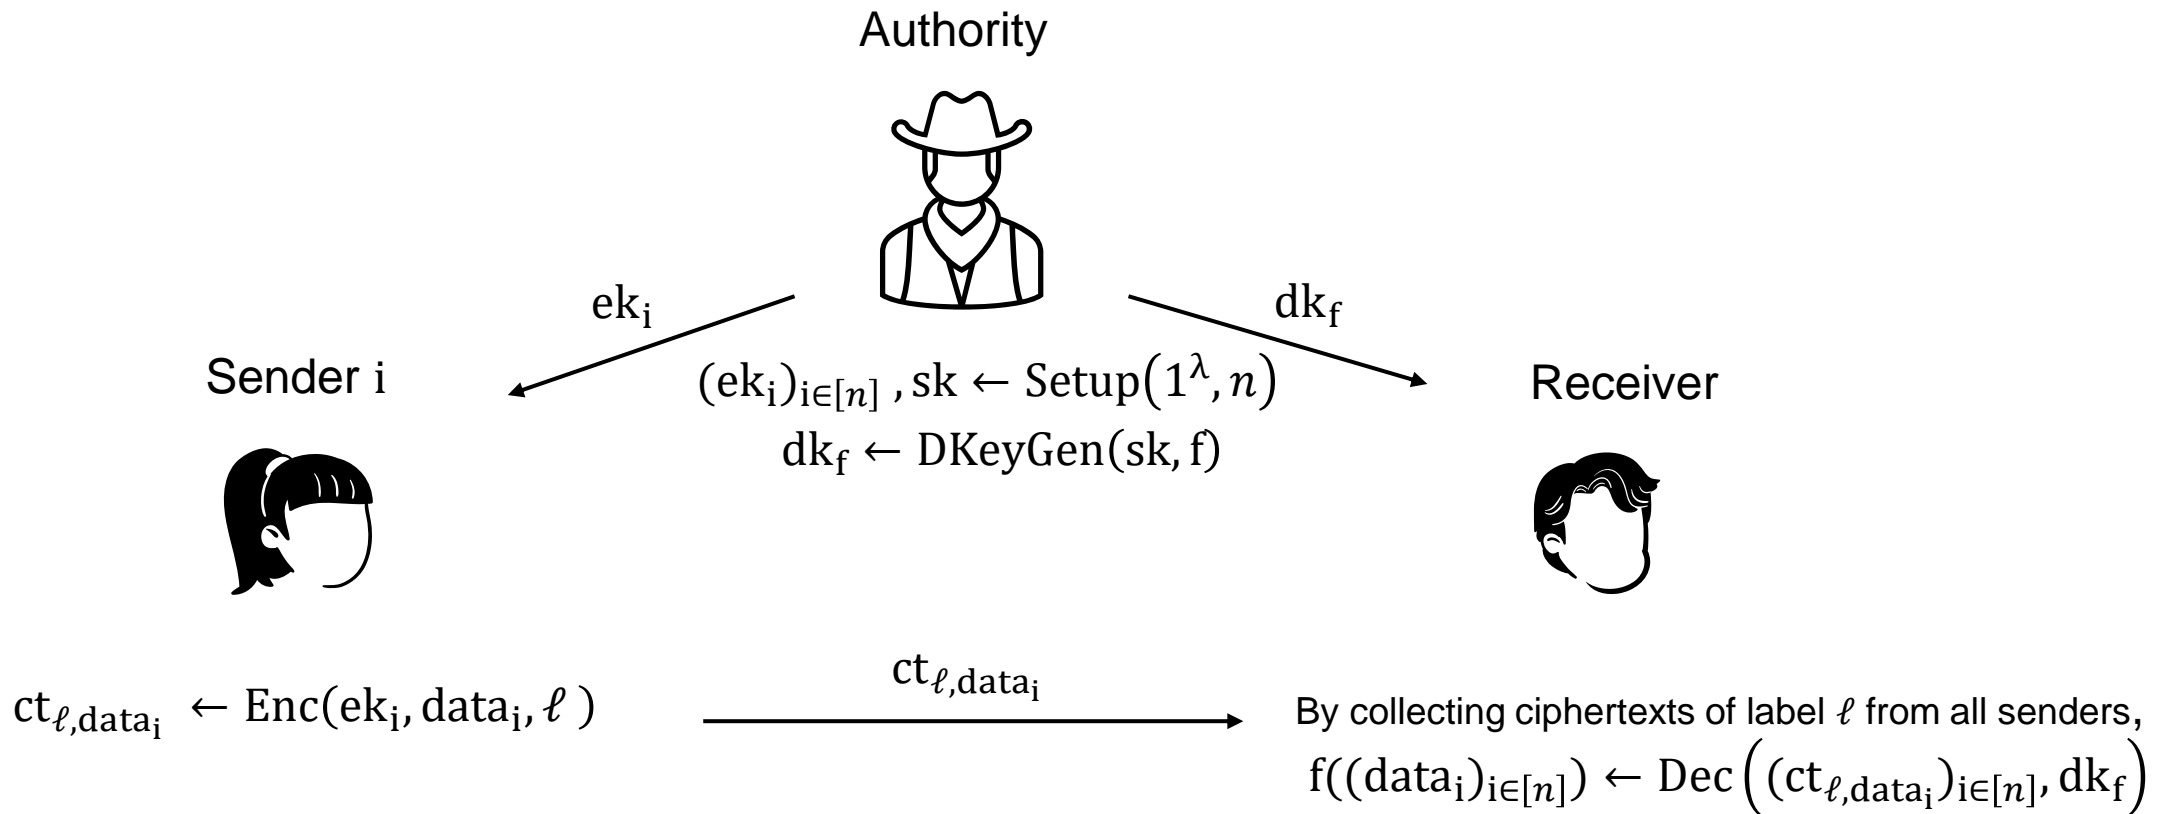 Authority
ek_i
dk_f
Sender i
(ek_i)_{i∈[n]} , sk ← Setup(1^λ, n)
dk_f ← DKeyGen(sk, f)
Receiver
ct_{ℓ,data_i} ← Enc(ek_i, data_i, ℓ )
ct_{ℓ,data_i}
By collecting ciphertexts of label ℓ from all senders,
f((data_i)_{i∈[n]}) ← Dec((ct_{ℓ,data_i})_{i∈[n]}, dk_f)